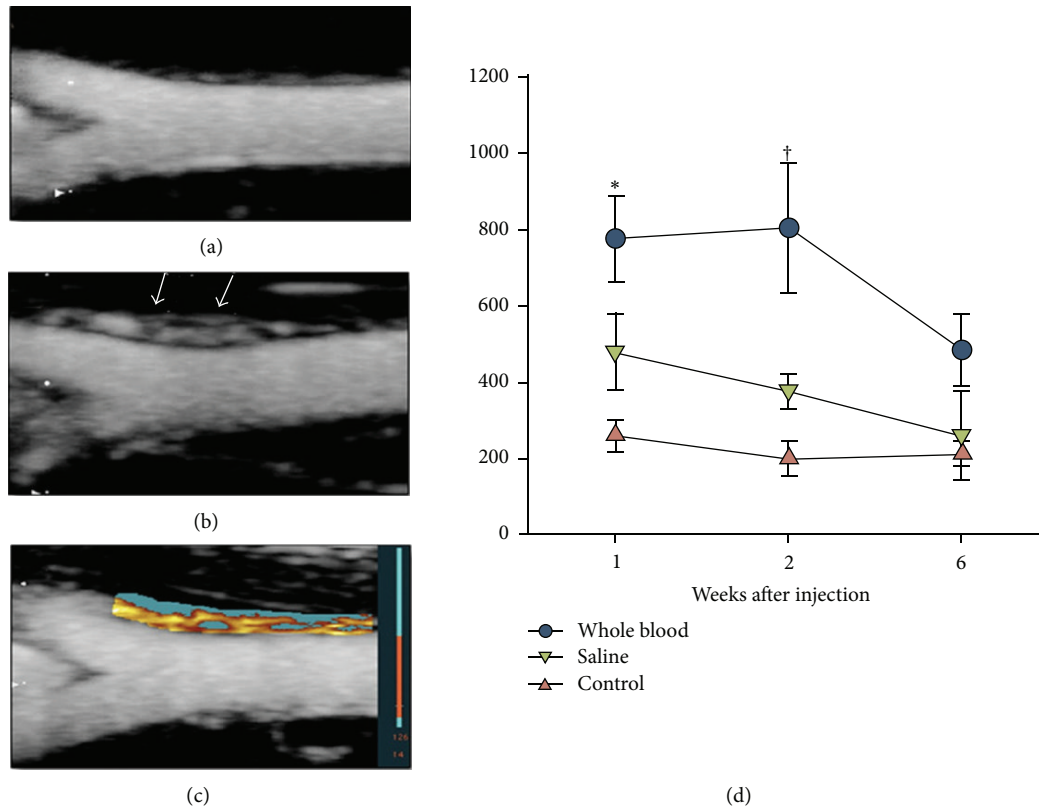 (a)
(b)
126
14
(c)
1200
1000
800
600
400
200
0
*
†
1 2 6
Weeks after injection
Whole blood
Saline
Control
(d)